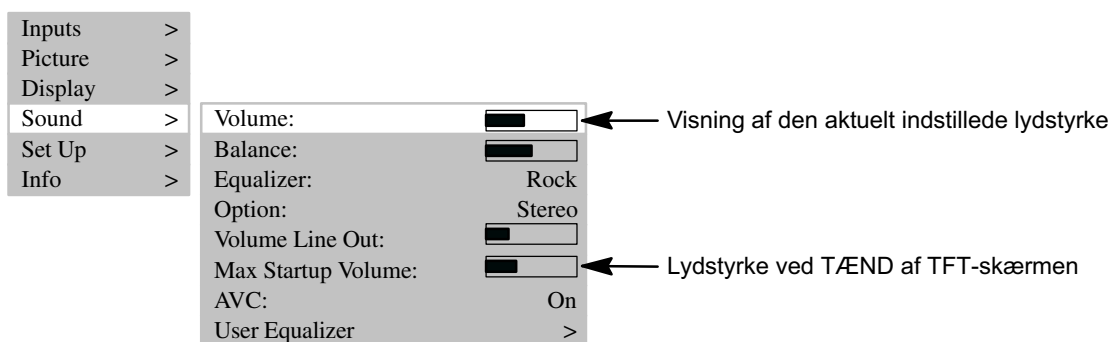 Inputs >
Picture >
Display >
Sound >
Set Up >
Info >
Volume: Visning af den aktuelt indstillede lydstyrke
Balance:
Equalizer: Rock
Option: Stereo
Volume Line Out:
Max Startup Volume: Lydstyrke ved TÆND af TFT-skærmen
AVC: On
User Equalizer >